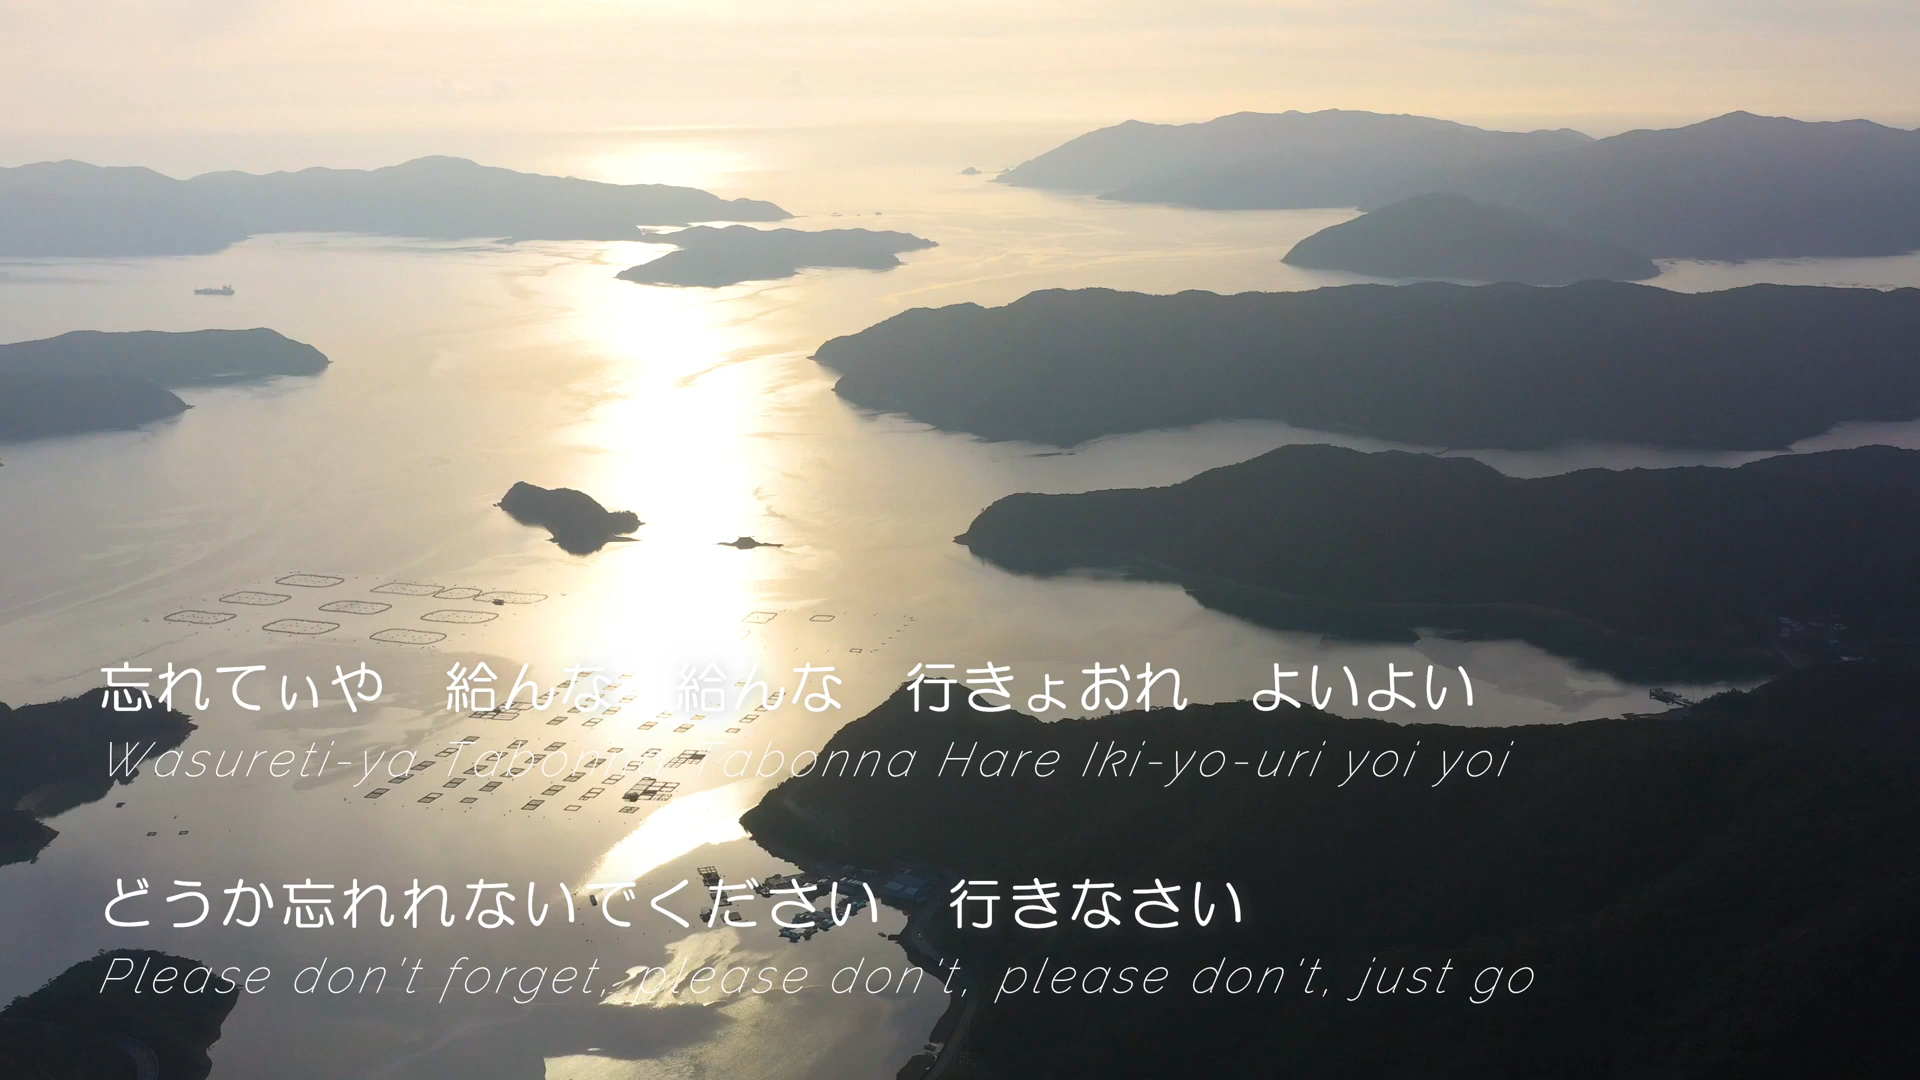 忘れてぃや　給んな　給んな　行きょおれ　よいよい
Wasureti-ya Tabonna Tabonna Hare Iki-yo-uri yoi yoi
どうか忘れれないでください　行きなさい
Please don't forget, please don't, please don't, just go